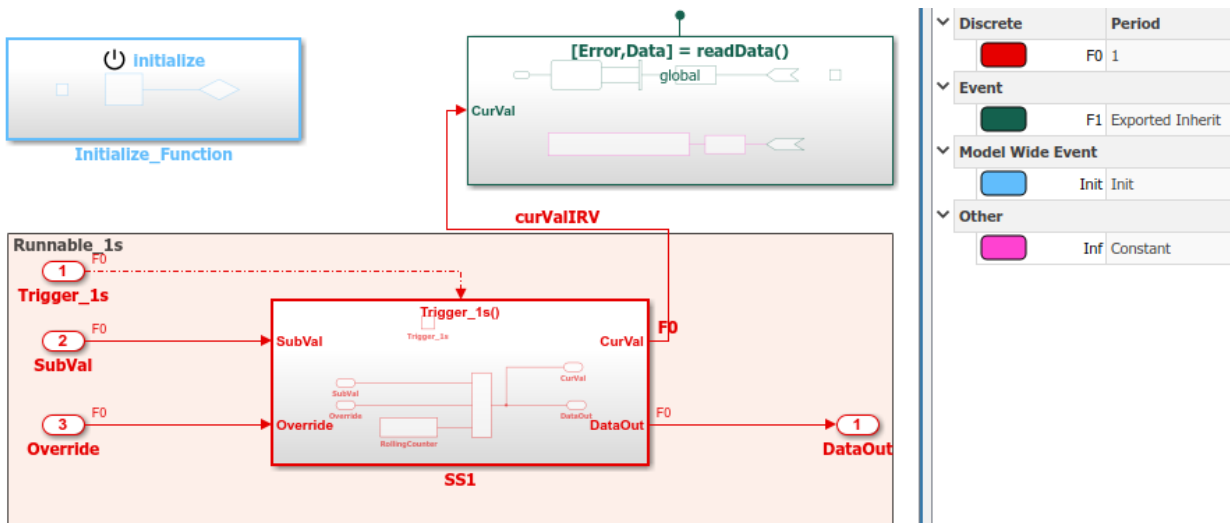 initialize
Initialize_Function
[Error,Data] = readData()
global
CurVal
curValIRV
Runnable_1s
1
F0
Trigger_1s
Trigger_1s()
Trigger_1s
2
F0
SubVal
SubVal
CurVal
F0
SubVal
CurVal
3
F0
Override
Override
Override
RollingCounter
DataOut
DataOut
F0
1
DataOut
SS1
Discrete Period
F0 1
Event
F1 Exported Inherit
Model Wide Event
Init Init
Other
Inf Constant